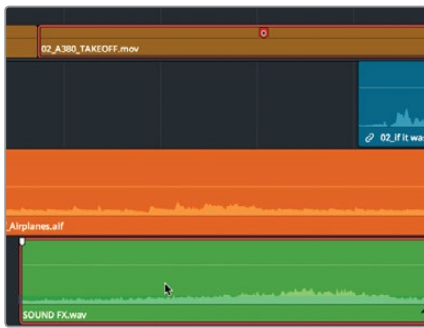 02_A380_TAKEOFF.mov
02_if it was
_Airplanes.aif
SOUND FX.wav